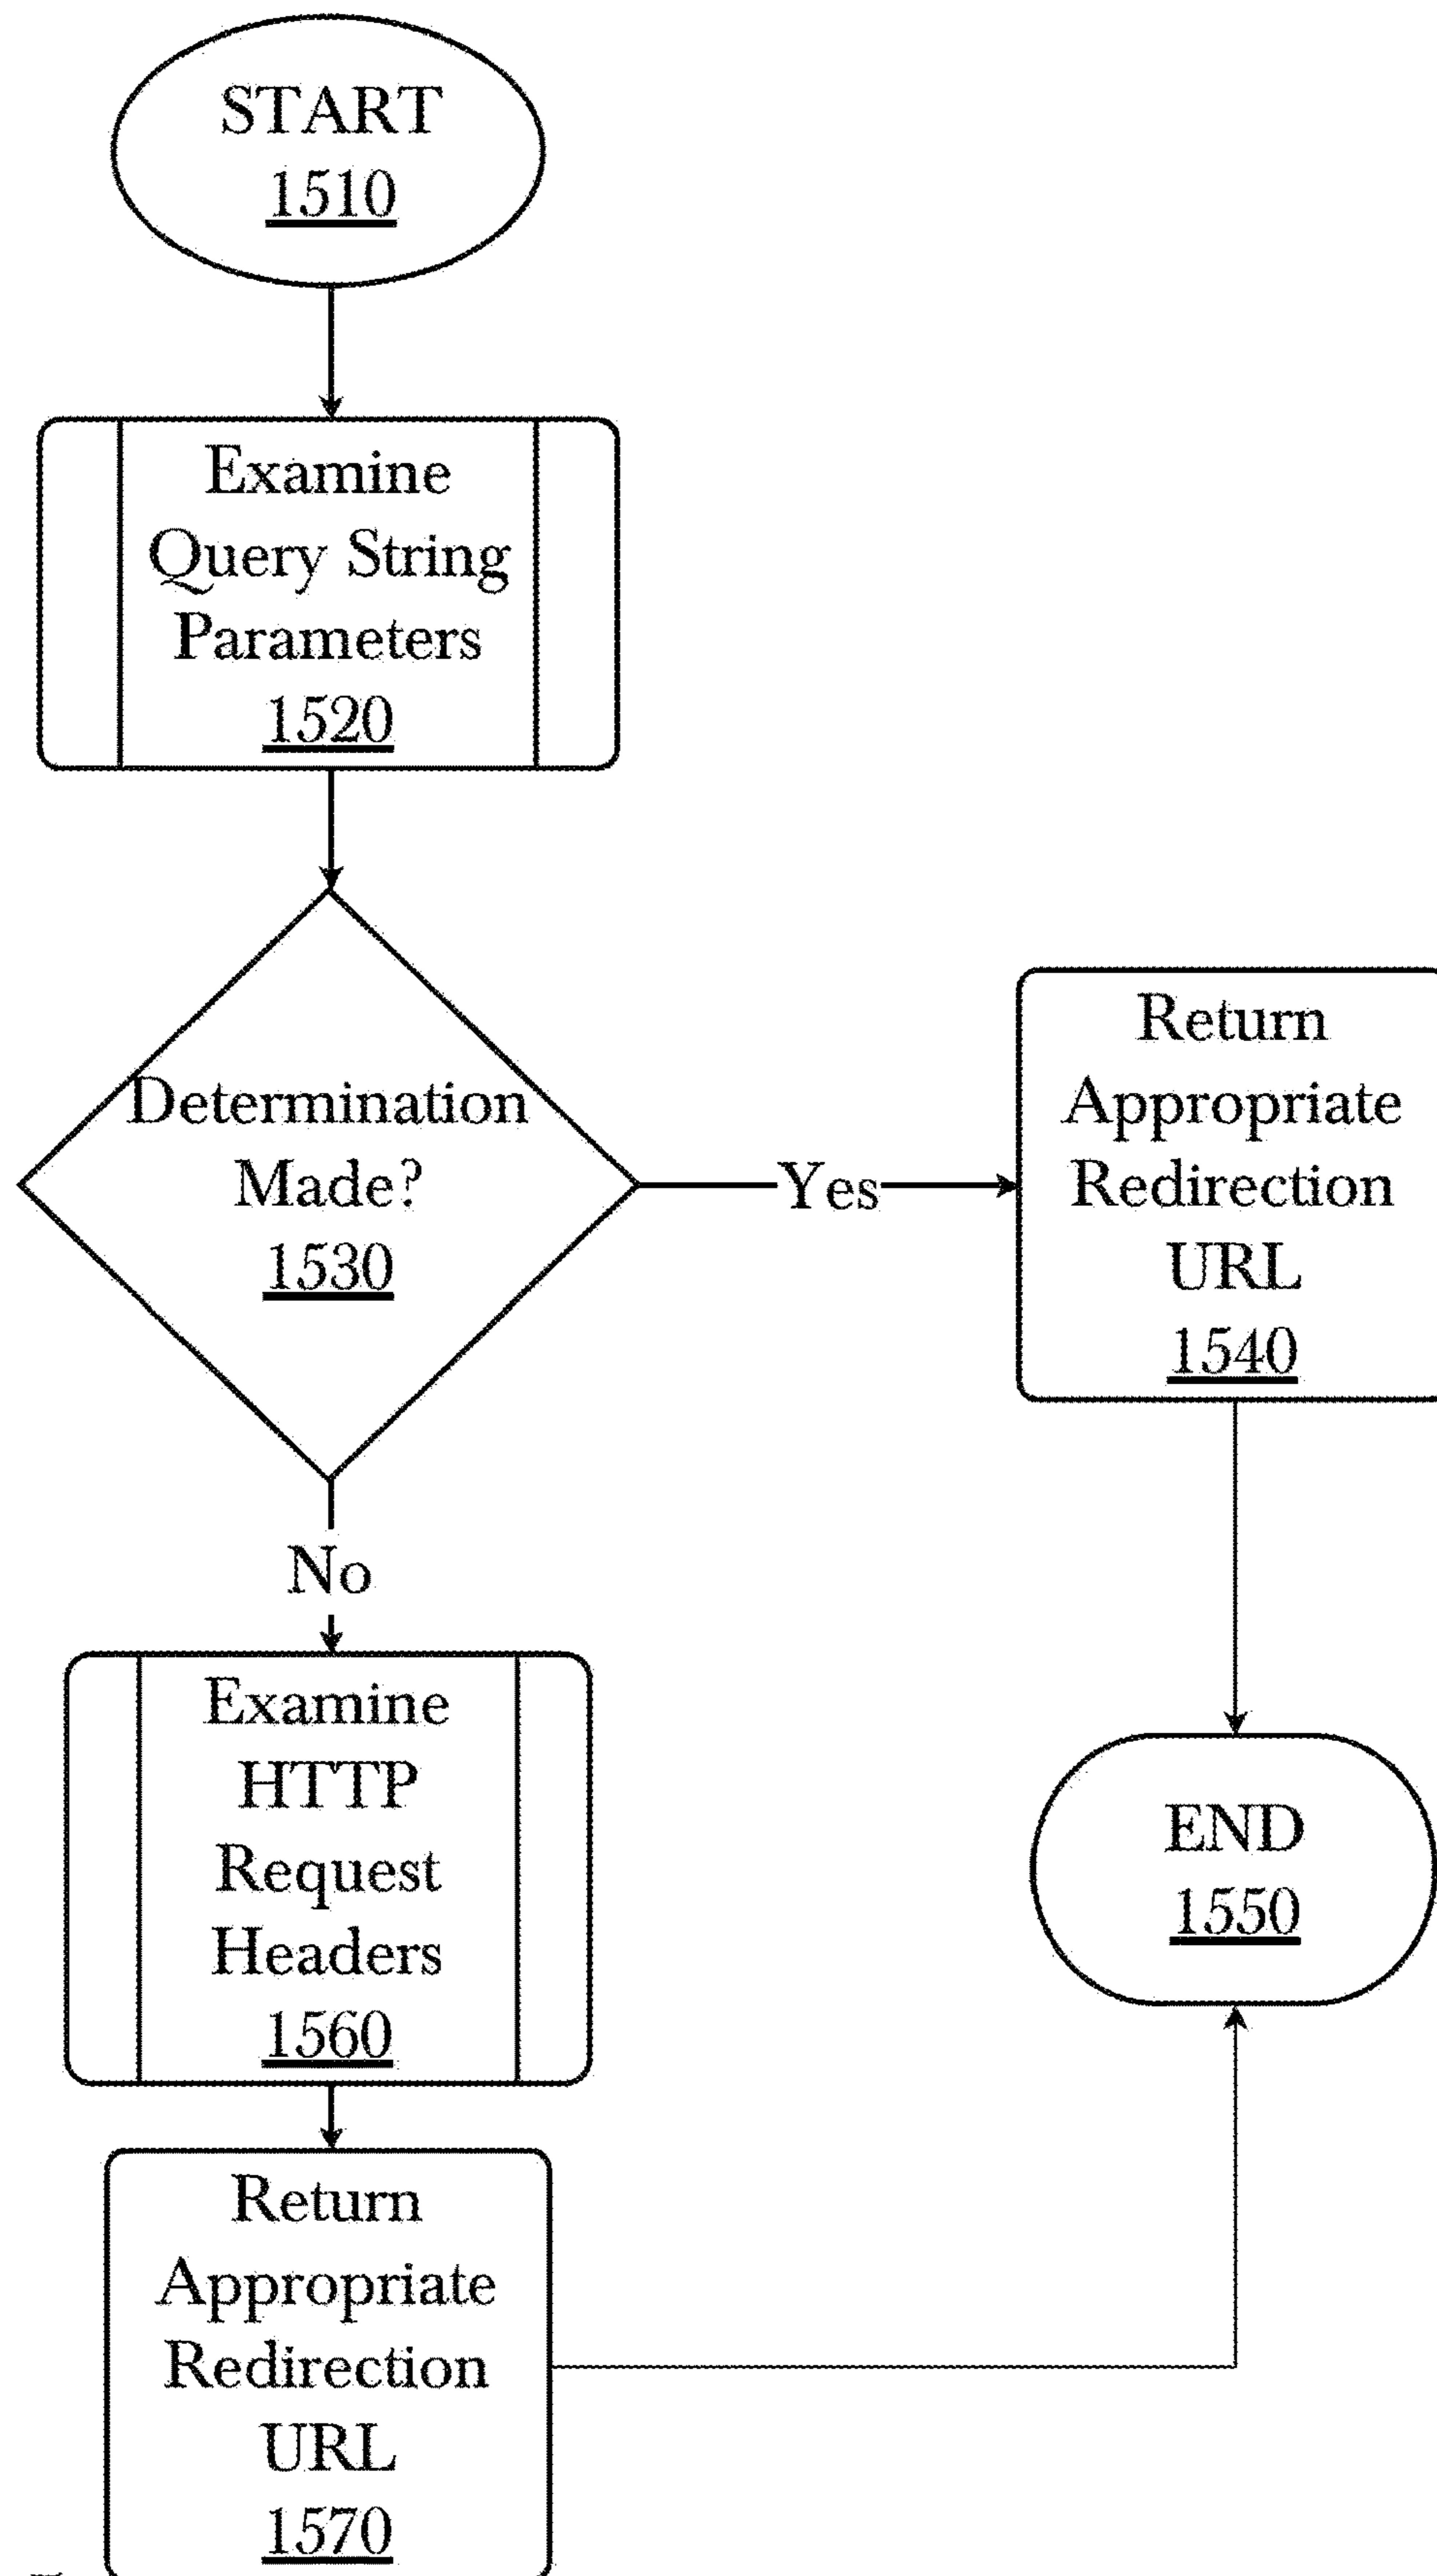 START
1510
Examine
Query String
Parameters
1520
Determination
Made?
1530
Yes
Return
Appropriate
Redirection
URL
1540
No
Examine
HTTP
Request
Headers
1560
END
1550
Return
Appropriate
Redirection
URL
1570